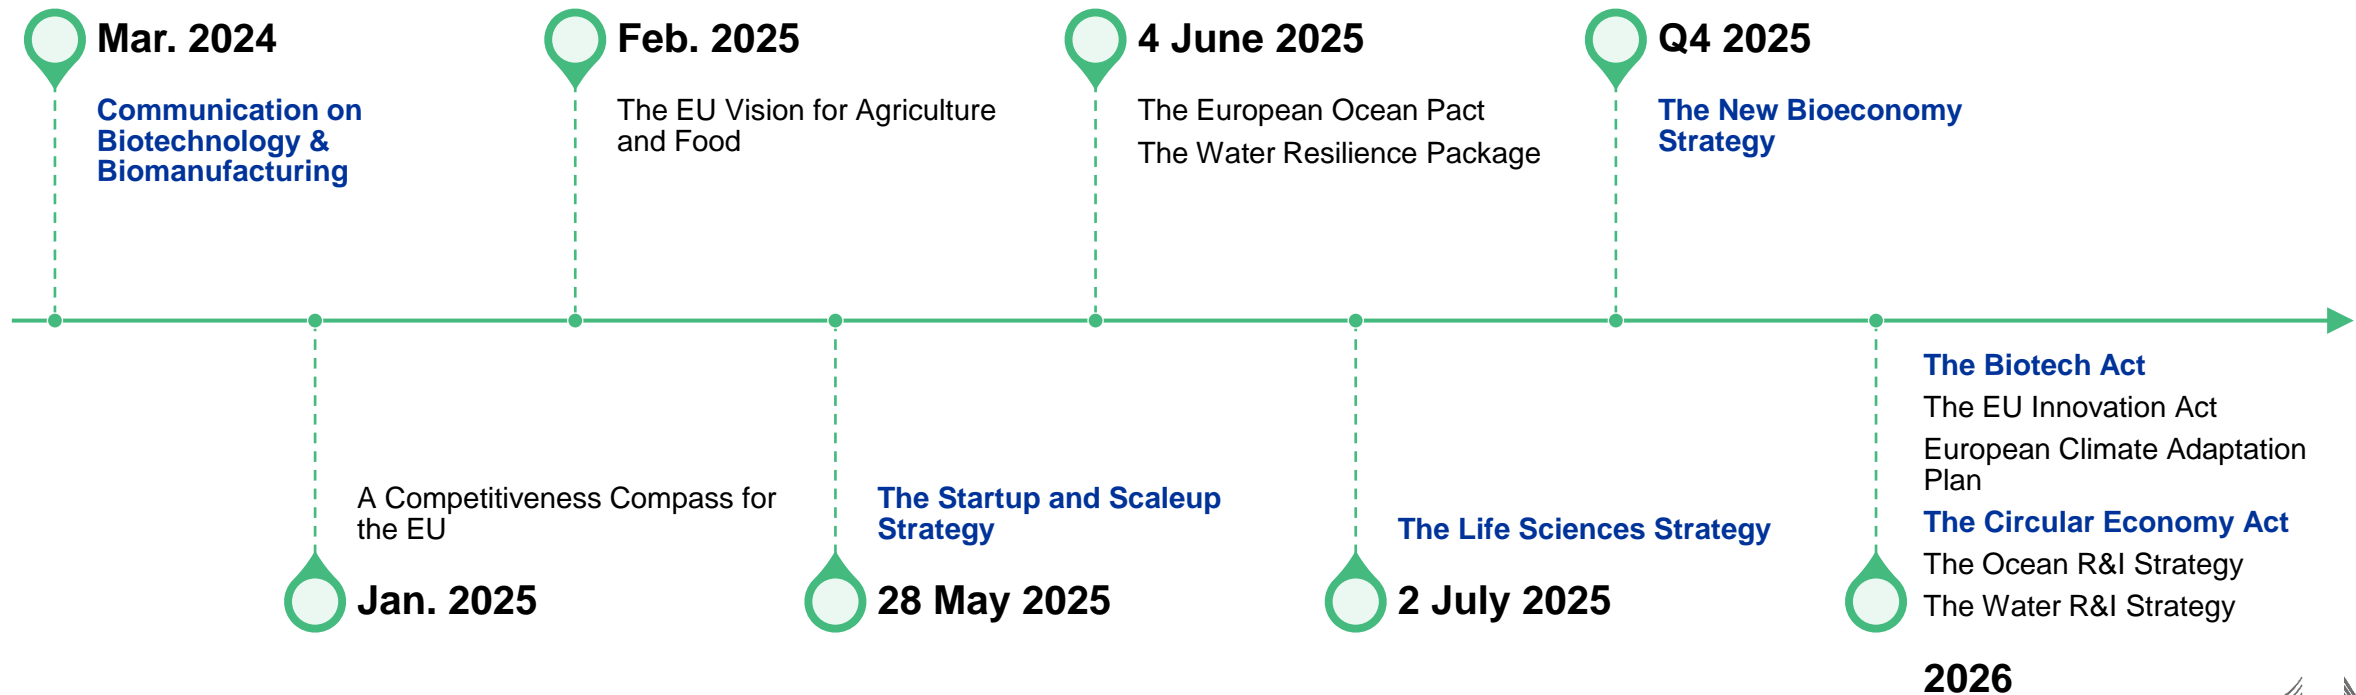 Mar. 2024
Communication on
Biotechnology &
Biomanufacturing
A Competitiveness Compass for
the EU
Jan. 2025
Feb. 2025
The EU Vision for Agriculture
and Food
The Startup and Scaleup
Strategy
28 May 2025
4 June 2025
The European Ocean Pact
The Water Resilience Package
The Life Sciences Strategy
2 July 2025
Q4 2025
The New Bioeconomy
Strategy
The Biotech Act
The EU Innovation Act
European Climate Adaptation
Plan
The Circular Economy Act
The Ocean R&I Strategy
The Water R&I Strategy
2026